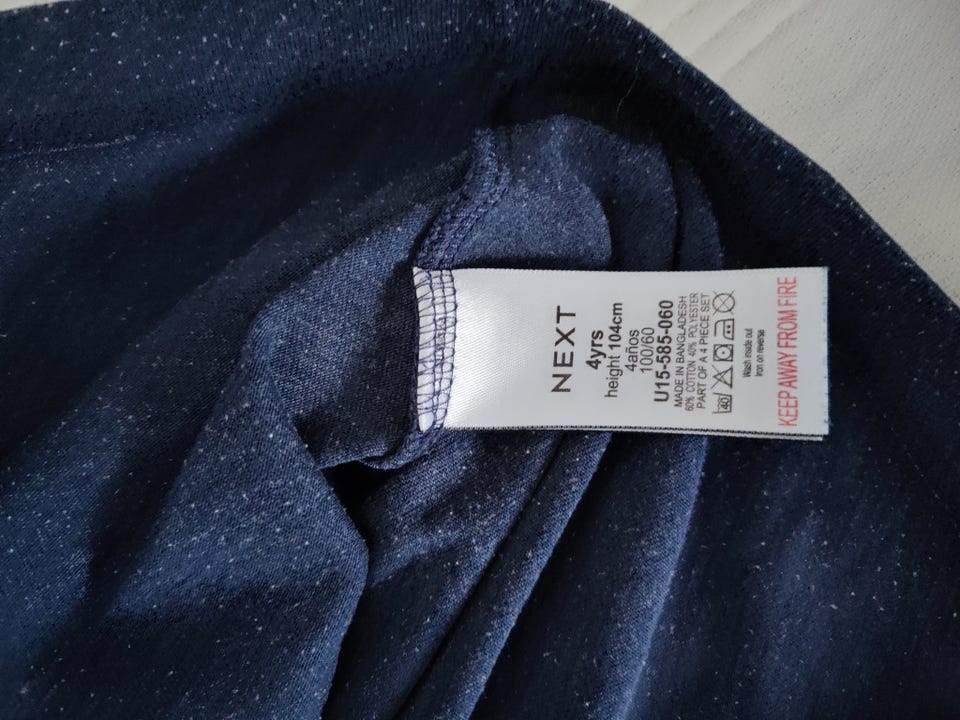 NEXT
4yrs
height 104cm
4años
100/60
U15-585-060
MADE IN BANGLADESH
60% COTTON 40% POLYESTER
PART OF A 4 PIECE SET
40
Wash inside out
Iron on reverse
KEEP AWAY FROM FIRE